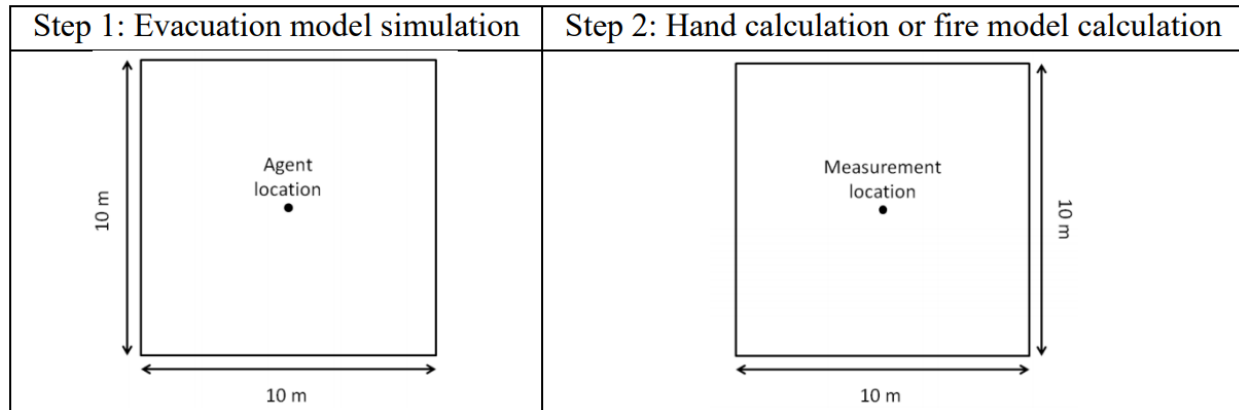 Step 1: Evacuation model simulation
Step 2: Hand calculation or fire model calculation
Agent
location
10 m
10 m
Measurement
location
10 m
10 m